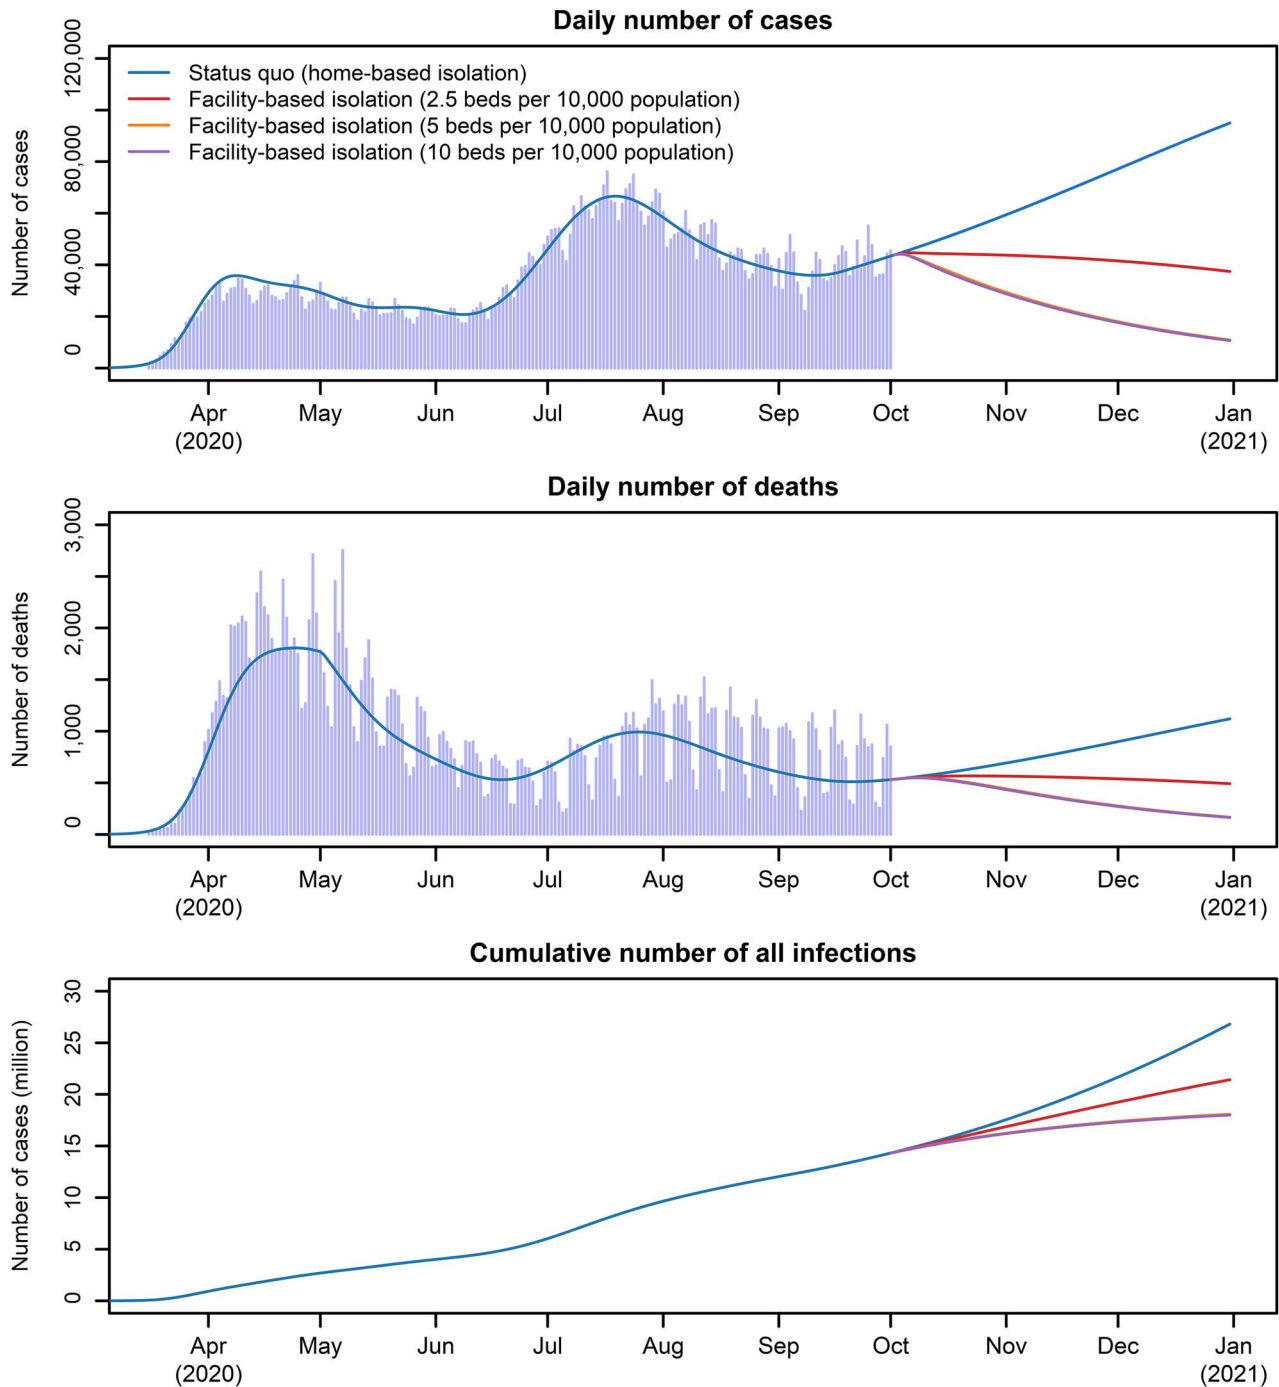 Daily number of cases
Number of cases
120,000
80,000
40,000
0
Status quo (home-based isolation)
Facility-based isolation (2.5 beds per 10,000 population)
Facility-based isolation (5 beds per 10,000 population)
Facility-based isolation (10 beds per 10,000 population)
Apr May Jun Jul Aug Sep Oct Nov Dec Jan
(2020) (2021)
Daily number of deaths
Number of deaths
3,000
2,000
1,000
0
Apr May Jun Jul Aug Sep Oct Nov Dec Jan
(2020) (2021)
Cumulative number of all infections
Number of cases (million)
30
25
20
15
10
5
0
Apr May Jun Jul Aug Sep Oct Nov Dec Jan
(2020) (2021)